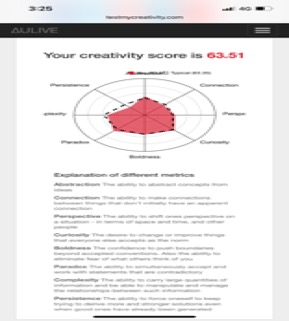 3:25
4G
testmycreativity.com
AULIVE
Your creativity score is 63.51
Persistence
Connection
Perspe
Curiosity
Boldness
Paradox
plexity
Explanation of different metrics
Abstraction The ability to abstract concepts from
ideas
Connection The ability to make connections
between things that don't initially have an apparent
connection
Perspective The ability to shift ones perspective on
a situation - in terms of space and time, and other
people
Curiosity The desire to change or improve things
that everyone else accepts as the norm
Boldness The confidence to push boundaries
beyond accepted conventions. Also the ability to
eliminate fear of what others think of you
Paradox The ability to simultaneously accept and
work with statements that are contradictory
Complexity The ability to carry large quantities of
information and be able to manipulate and manage
the relationships between such information
Persistence The ability to force oneself to keep
trying to derive more and stronger solutions even
when good ones have already been generated